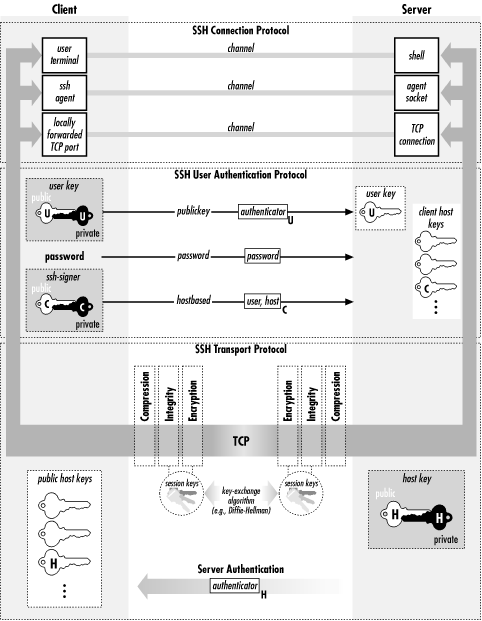 Client
Server
SSH Connection Protocol
user
terminal
channel
shell
ssh
agent
channel
agent
socket
locally
forwarded
TCP port
channel
TCP
connection
SSH User Authentication Protocol
user key
public
U
U
private
publickey
authenticator
U
user key
U
client host
keys
C
password
password
password
ssh-signer
public
C
C
private
hostbased
user, host
C
SSH Transport Protocol
Compression
Integrity
Encryption
Encryption
Integrity
Compression
TCP
session keys
key-exchange
algorithm
(e.g., Diffie-Hellman)
session keys
public host keys
H
host key
public
H
H
private
Server Authentication
authenticator
H